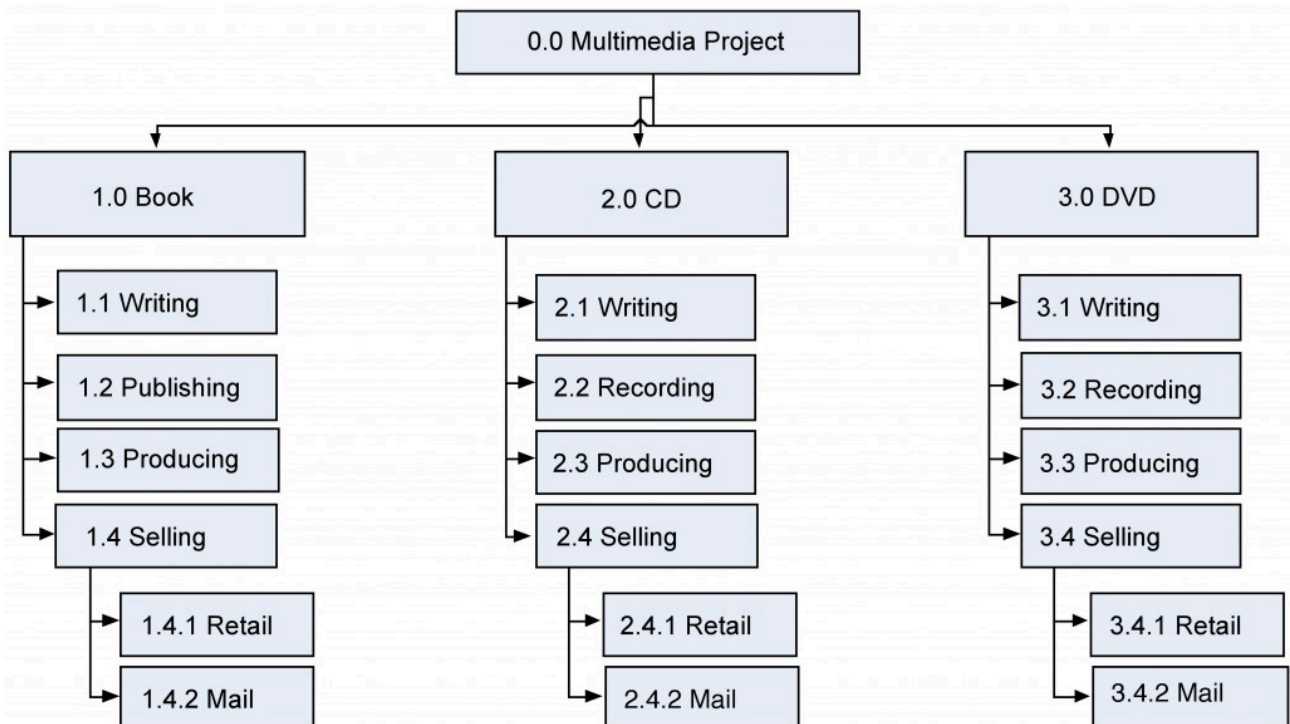 0.0 Multimedia Project
1.0 Book
2.0 CD
3.0 DVD
1.1 Writing
2.1 Writing
3.1 Writing
1.2 Publishing
2.2 Recording
3.2 Recording
1.3 Producing
2.3 Producing
3.3 Producing
1.4 Selling
2.4 Selling
3.4 Selling
1.4.1 Retail
2.4.1 Retail
3.4.1 Retail
1.4.2 Mail
2.4.2 Mail
3.4.2 Mail